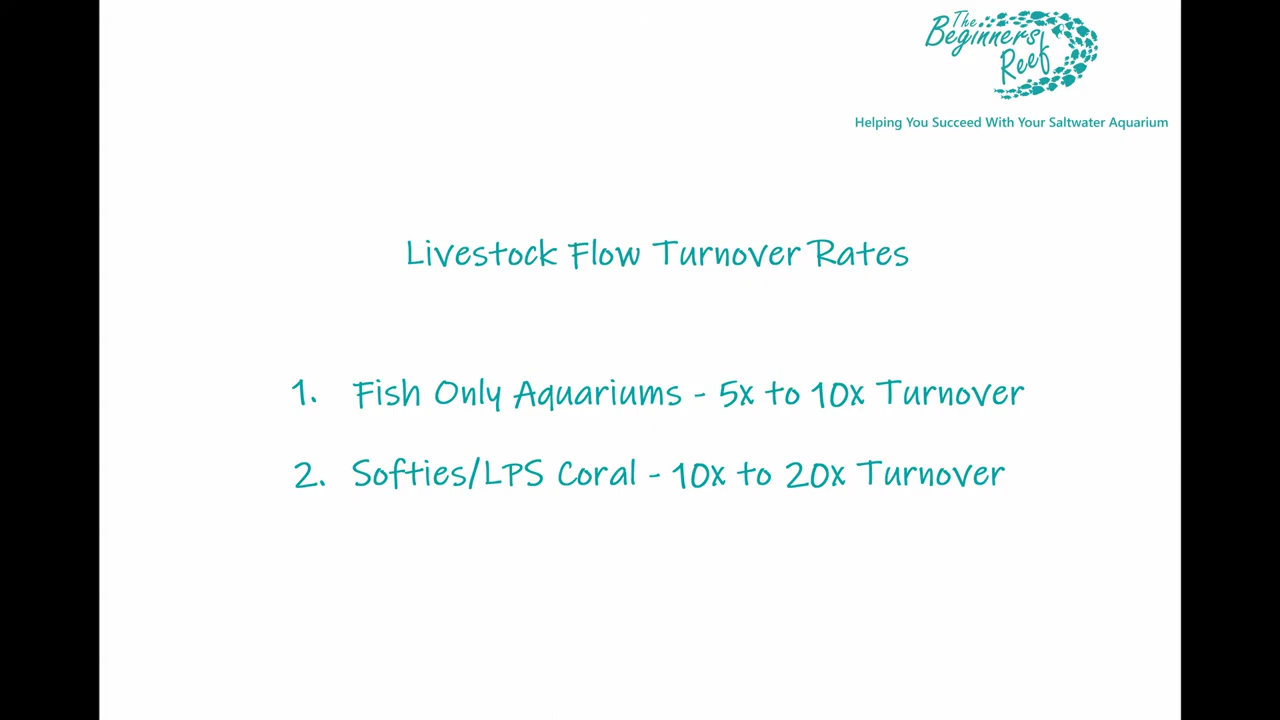 The
Beginners
Reef
Helping You Succeed With Your Saltwater Aquarium
Livestock Flow Turnover Rates
1. Fish Only Aquariums - 5x to 10x Turnover
2. Softies/LPS Coral - 10x to 20x Turnover